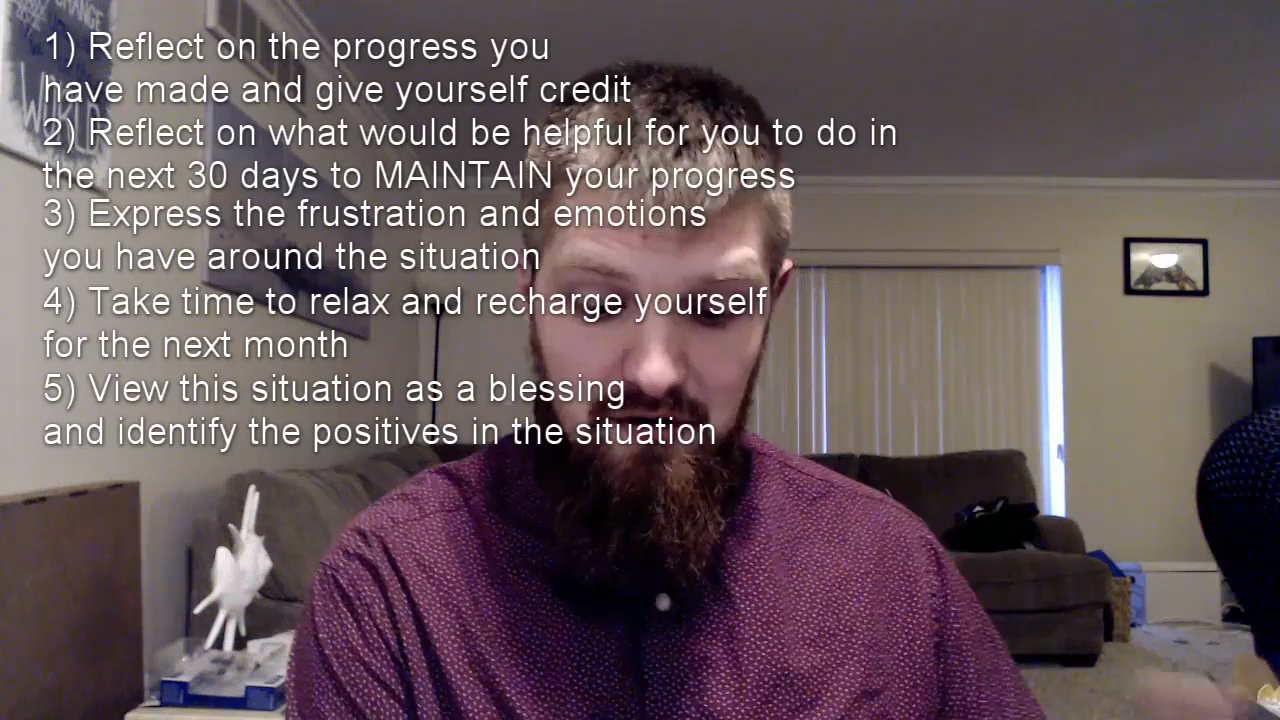 CHANGE
W RLD
1) Reflect on the progress you
have made and give yourself credit
2) Reflect on what would be helpful for you to do in
the next 30 days to MAINTAIN your progress
3) Express the frustration and emotions
you have around the situation
4) Take time to relax and recharge yourself
for the next month
5) View this situation as a blessing
and identify the positives in the situation